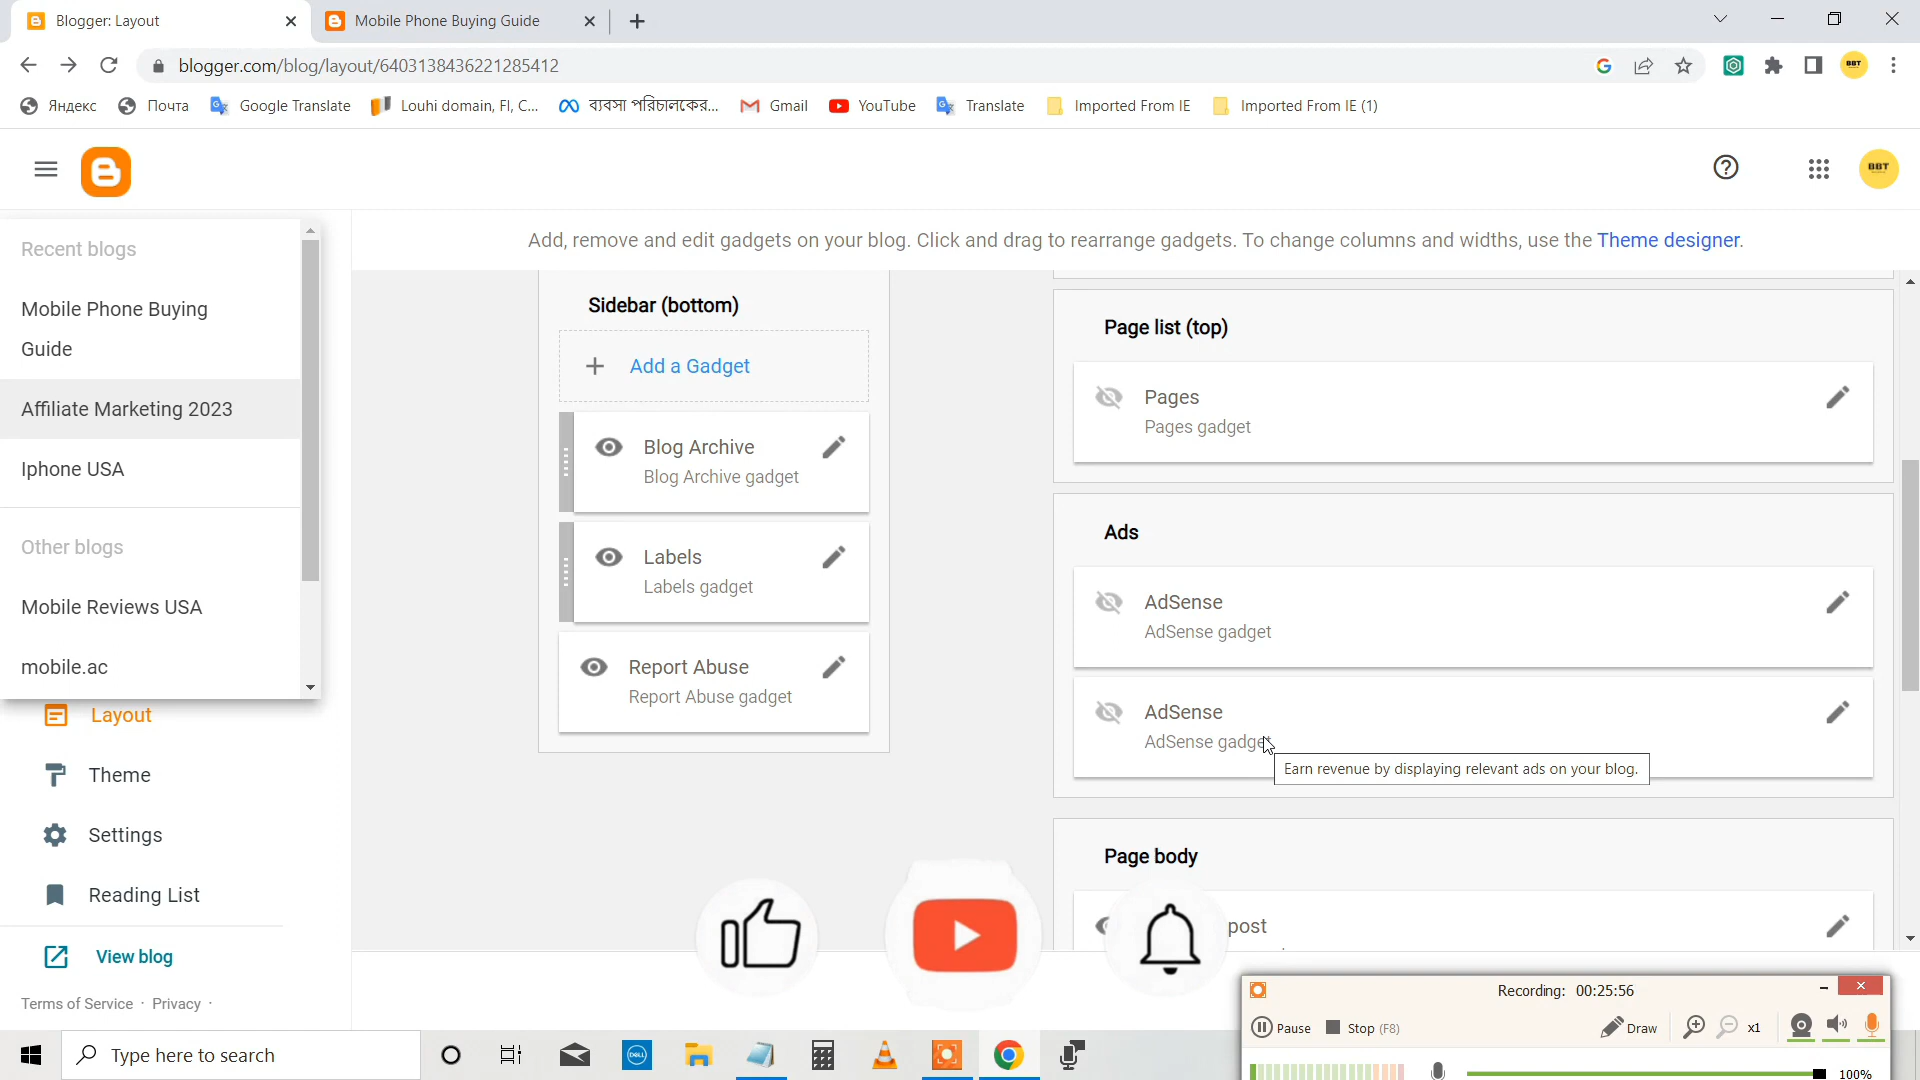 Blogger: Layout
Mobile Phone Buying Guide
blogger.com/blog/layout/6403138436221285412
BBT
Яндекс
Почта
Google Translate
Louhi domain, FI, C...
ব্যবসা পরিচালকের...
Gmail
YouTube
Translate
Imported From IE
Imported From IE (1)
BBT
Add, remove and edit gadgets on your blog. Click and drag to rearrange gadgets. To change columns and widths, use the Theme designer.
Recent blogs
Mobile Phone Buying
Guide
Affiliate Marketing 2023
Iphone USA
Other blogs
Mobile Reviews USA
mobile.ac
Layout
Theme
Settings
Reading List
View blog
Terms of Service · Privacy ·
Sidebar (bottom)
Add a Gadget
Blog Archive
Blog Archive gadget
Labels
Labels gadget
Report Abuse
Report Abuse gadget
Page list (top)
Pages
Pages gadget
Ads
AdSense
AdSense gadget
AdSense
AdSense gadget
Earn revenue by displaying relevant ads on your blog.
Page body
post
Recording: 00:25:56
Pause
Stop (F8)
Draw
x1
100%
Type here to search
DELL